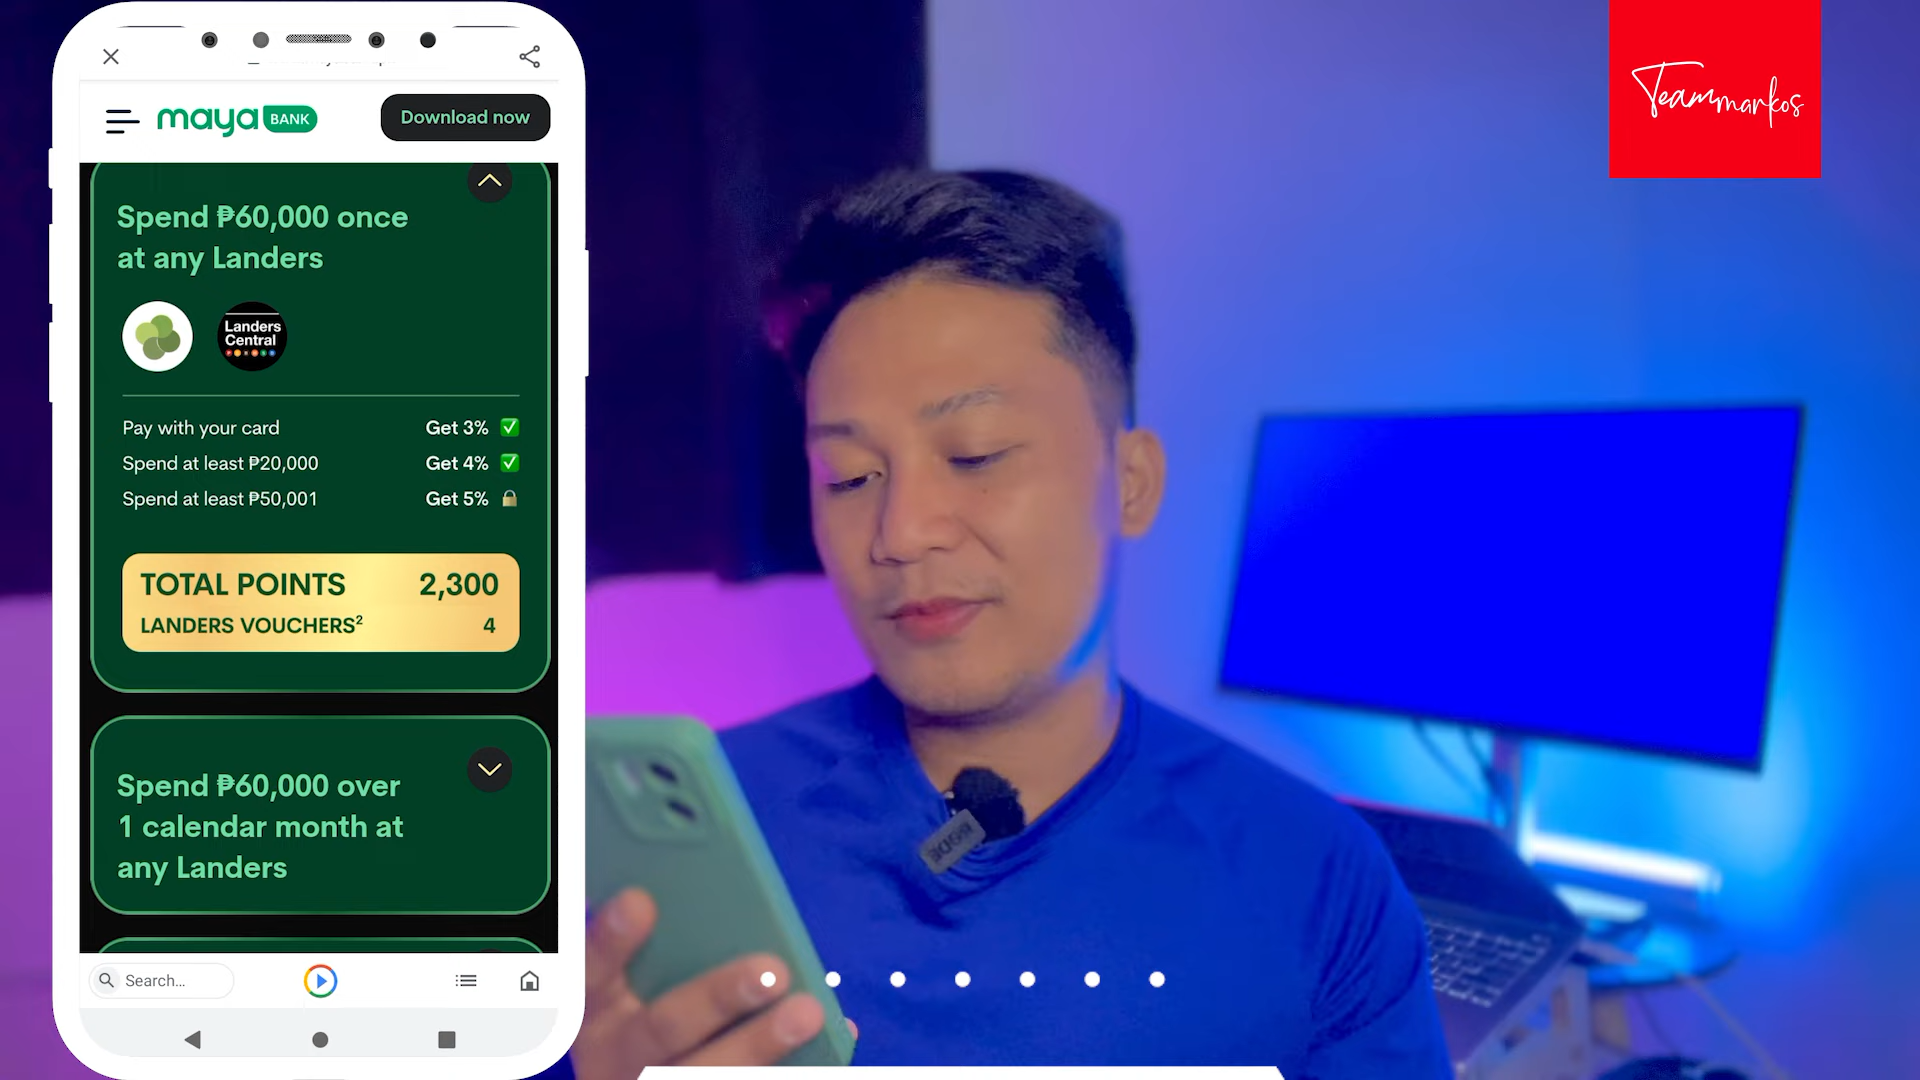 maya BANK
Download now
Spend ₱60,000 once
at any Landers
Landers
Central
Pay with your card Get 3%
Spend at least ₱20,000 Get 4%
Spend at least ₱50,001 Get 5%
TOTAL POINTS 2,300
LANDERS VOUCHERS² 4
Spend ₱60,000 over
1 calendar month at
any Landers
Search...
Teammarkos
RODE